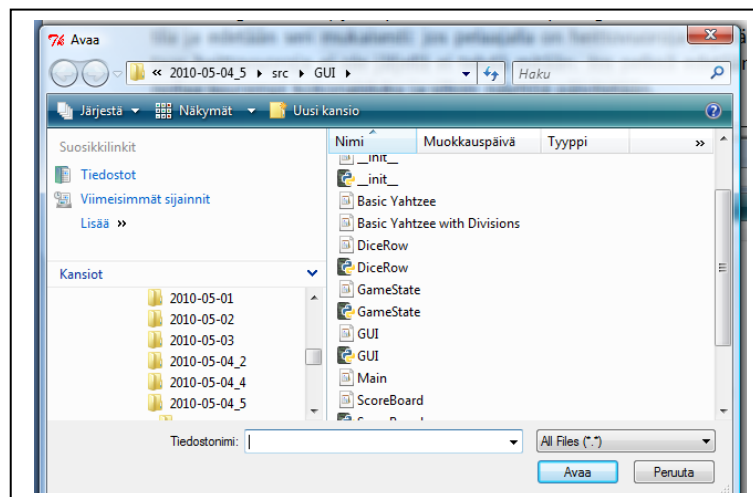 Avaa
« 2010-05-04_5 ▸ src ▸ GUI ▸
Haku
Järjestä
Näkymät
Uusi kansio
Suosikkilinkit
Tiedostot
Viimeisimmät sijainnit
Lisää »
Kansiot
2010-05-01
2010-05-02
2010-05-03
2010-05-04_2
2010-05-04_4
2010-05-04_5
Nimi Muokkauspäivä Tyyppi »
__init__
__init__
Basic Yahtzee
Basic Yahtzee with Divisions
DiceRow
DiceRow
GameState
GameState
GUI
GUI
Main
ScoreBoard
Tiedostonimi:
All Files (*.*)
Avaa Peruuta